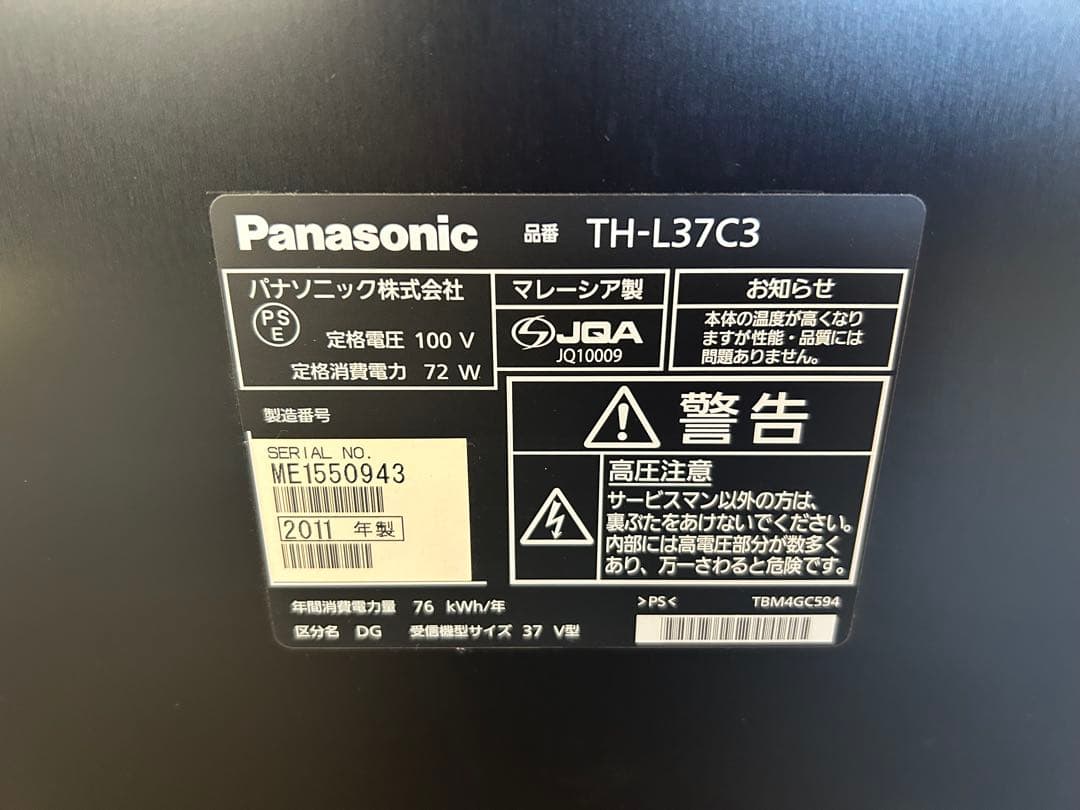 Panasonic 品番 TH-L37C3
パナソニック株式会社
PS
E
定格電圧 100 V
定格消費電力 72 W
マレーシア製
JQA
JQ10009
お知らせ
本体の温度が高くなり
ますが性能・品質には
問題ありません。
警告
高圧注意
サービスマン以外の方は、
裏ぶたをあけないでください。
内部には高電圧部分が数多く
あり、万一さわると危険です。
製造番号
SERIAL NO.
ME1550943
2011 年製
年間消費電力量 76 kWh/年
区分名 DG 受信機型サイズ 37 V型
>PS< TBM4GC594